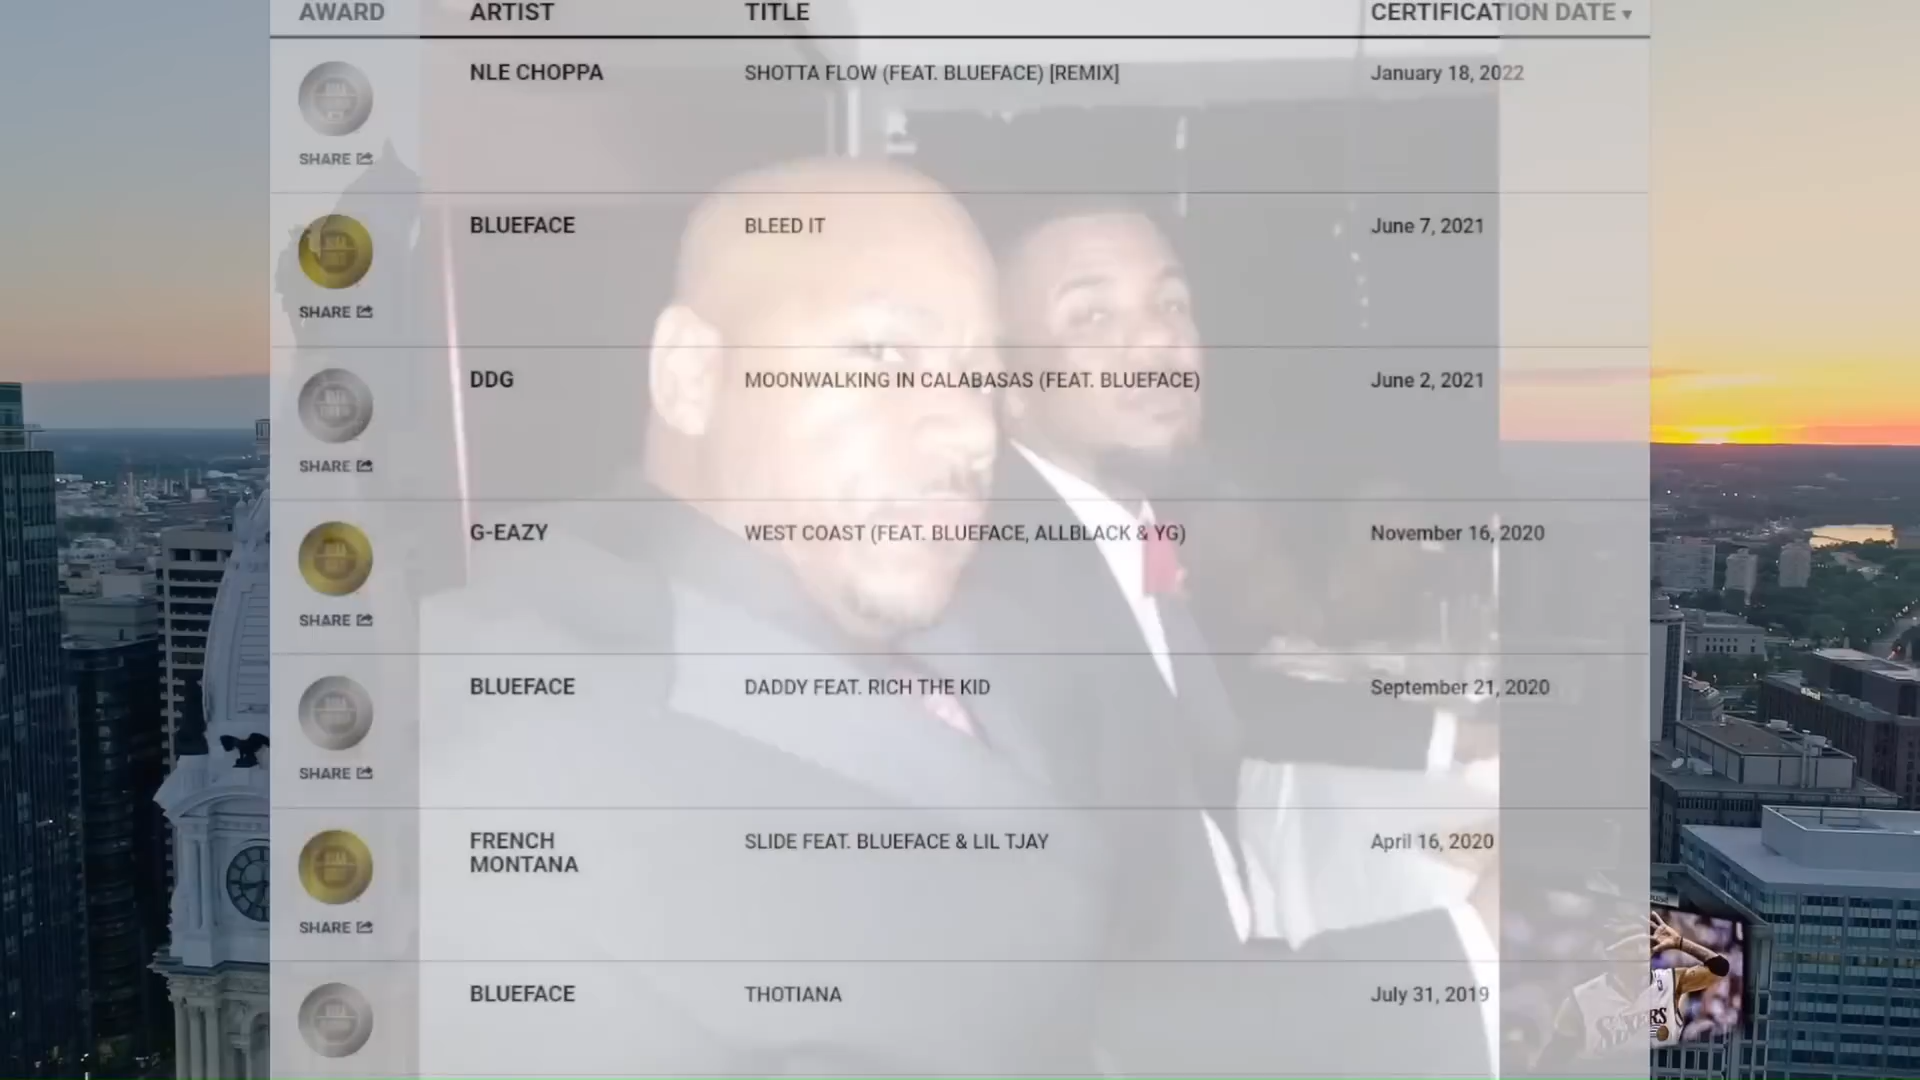 AWARD ARTIST TITLE CERTIFICATION DATE ▾
NLE CHOPPA SHOTTA FLOW (FEAT. BLUEFACE) [REMIX] January 18, 2022
SHARE
BLUEFACE BLEED IT June 7, 2021
SHARE
DDG MOONWALKING IN CALABASAS (FEAT. BLUEFACE) June 2, 2021
SHARE
G-EAZY WEST COAST (FEAT. BLUEFACE, ALLBLACK & YG) November 16, 2020
SHARE
BLUEFACE DADDY FEAT. RICH THE KID September 21, 2020
SHARE
FRENCH MONTANA SLIDE FEAT. BLUEFACE & LIL TJAY April 16, 2020
SHARE
BLUEFACE THOTIANA July 31, 2019